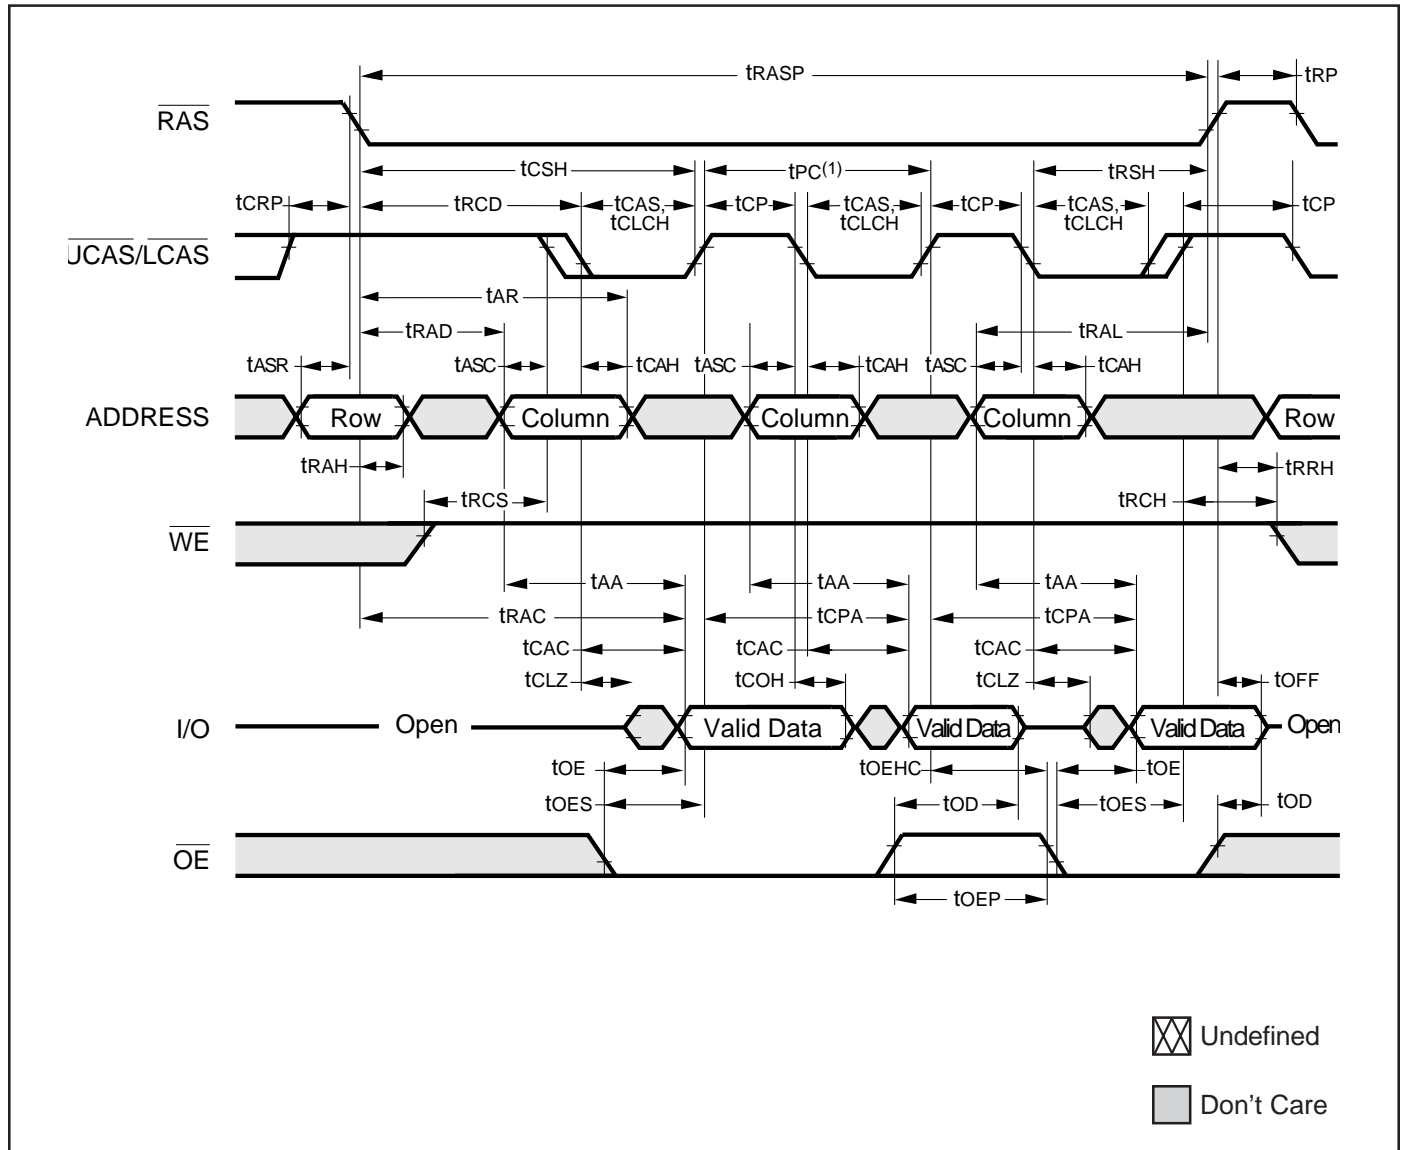 tRASP tRP
RAS
tCSH tPC(1) tRSH
tCRP tRCD tCAS, tCLCH tCP tCAS, tCLCH tCP tCAS, tCLCH tCP
UCAS/LCAS
tAR
tRAD tRAL
tASR tASC tCAH tASC tCAH tASC tCAH
ADDRESS Row Column Column Column Row
tRAH tRRH
tRCS tRCH
WE
tAA tAA tAA
tRAC tCPA tCPA
tCAC tCAC tCAC
tCLZ tCOH tCLZ tOFF
I/O Open Valid Data Valid Data Valid Data Open
tOE tOEHC tOE
tOES tOD tOES tOD
OE
tOEP
Undefined
Don't Care